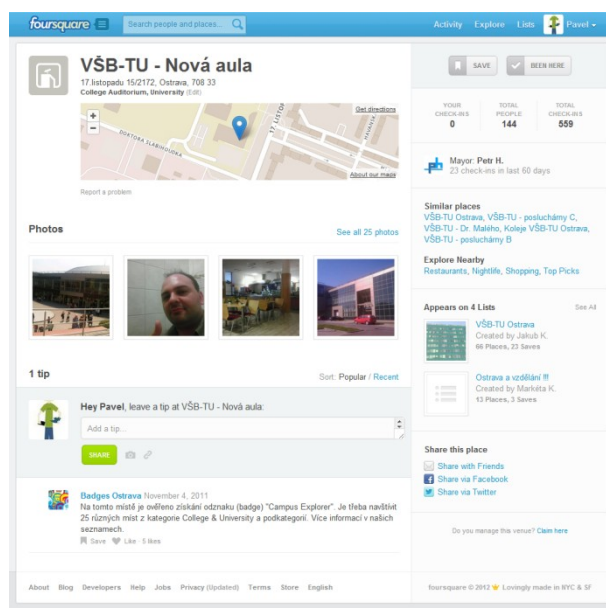 foursquare
Search people and places...
Activity Explore Lists Pavel
VŠB-TU - Nová aula
17.listopadu 15/2172, Ostrava, 708 33
College Auditorium, University (Edit)
+
−
Get directions
17. LISTOP
DOKTORA SLABIHOUDKA
About our maps
Report a problem
Photos
See all 25 photos
1 tip
Sort: Popular / Recent
Hey Pavel, leave a tip at VŠB-TU - Nová aula:
Add a tip...
SHARE
Badges Ostrava November 4, 2011
Na tomto místě je ověřeno získání odznaku (badge) "Campus Explorer". Je třeba navštívit
25 různých míst z kategorie College & University a podkategorií. Více informací v našich
seznamech.
Save Like · 5 likes
SAVE
BEEN HERE
YOUR CHECK-INS
0
TOTAL PEOPLE
144
TOTAL CHECK-INS
559
Mayor: Petr H.
23 check-ins in last 60 days
Similar places
VŠB-TU Ostrava, VŠB-TU - posluchárny C,
VŠB-TU - Dr. Malého, Koleje VŠB-TU Ostrava,
VŠB-TU - posluchárny B
Explore Nearby
Restaurants, Nightlife, Shopping, Top Picks
Appears on 4 Lists
See All
VŠB-TU Ostrava
Created by Jakub K.
66 Places, 23 Saves
Ostrava a vzdělání !!!
Created by Markéta K.
13 Places, 3 Saves
Share this place
Share with Friends
Share via Facebook
Share via Twitter
Do you manage this venue? Claim here
About Blog Developers Help Jobs Privacy (Updated) Terms Store English
foursquare © 2012 Lovingly made in NYC & SF